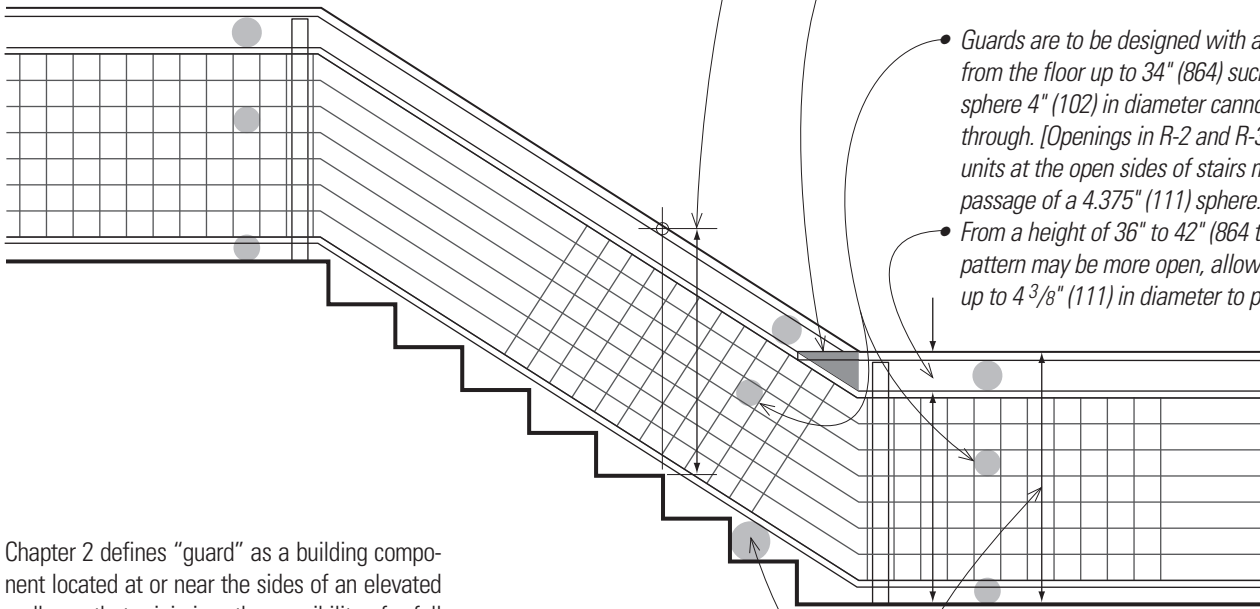 Guards are to be designed with a
from the floor up to 34" (864) such
sphere 4" (102) in diameter cannot
through. [Openings in R-2 and R-3
units at the open sides of stairs m
passage of a 4.375" (111) sphere.
From a height of 36" to 42" (864 t
pattern may be more open, allow
up to 4 3/8" (111) in diameter to p
Chapter 2 defines “guard” as a building compo-
nent located at or near the sides of an elevated